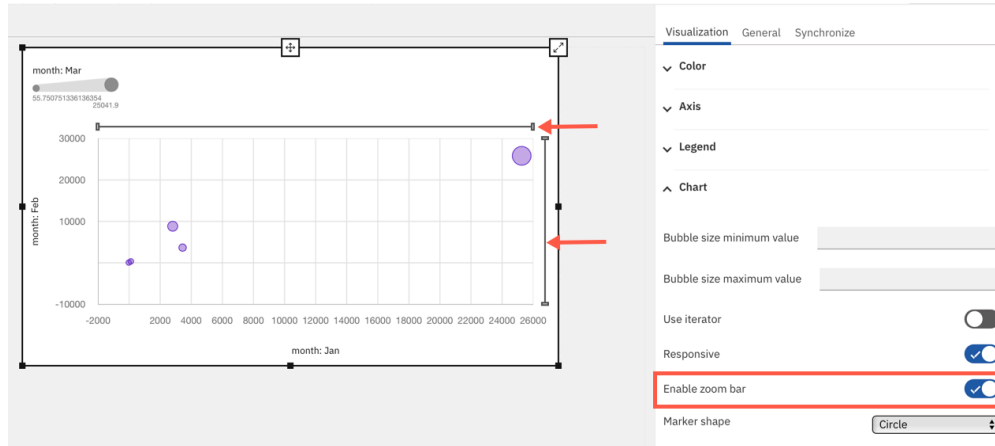 Visualization General Synchronize
Color
Axis
Legend
Chart
Bubble size minimum value
Bubble size maximum value
Use iterator
Responsive
Enable zoom bar
Marker shape
Circle
month: Mar
55.750751336136354
25041.9
30000
20000
10000
-10000
month: Feb
-2000 2000 4000 6000 8000 10000 12000 14000 16000 18000 20000 22000 24000 26000
month: Jan